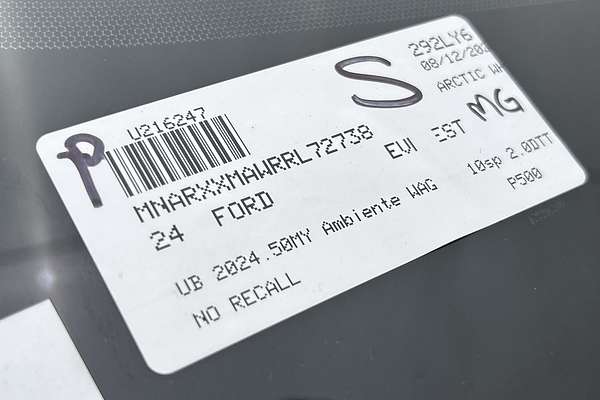 292LY6
08/12/202
ARCTIC WH
S
MG
P
U216247
MNARXXMAWRRL72738
24 FORD EVE EST
10sp 2.0DTT
P500
UB 2024.50MY Ambiente WAG
NO RECALL